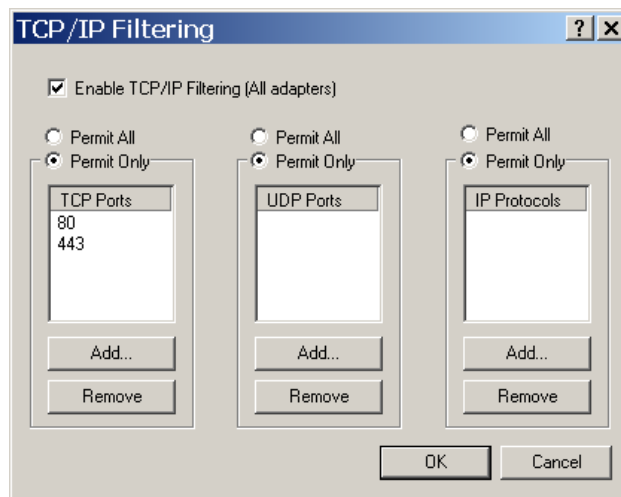 TCP/IP Filtering
Enable TCP/IP Filtering (All adapters)
Permit All
Permit Only
TCP Ports
80
443
Add...
Remove
Permit All
Permit Only
UDP Ports
Add...
Remove
Permit All
Permit Only
IP Protocols
Add...
Remove
OK
Cancel